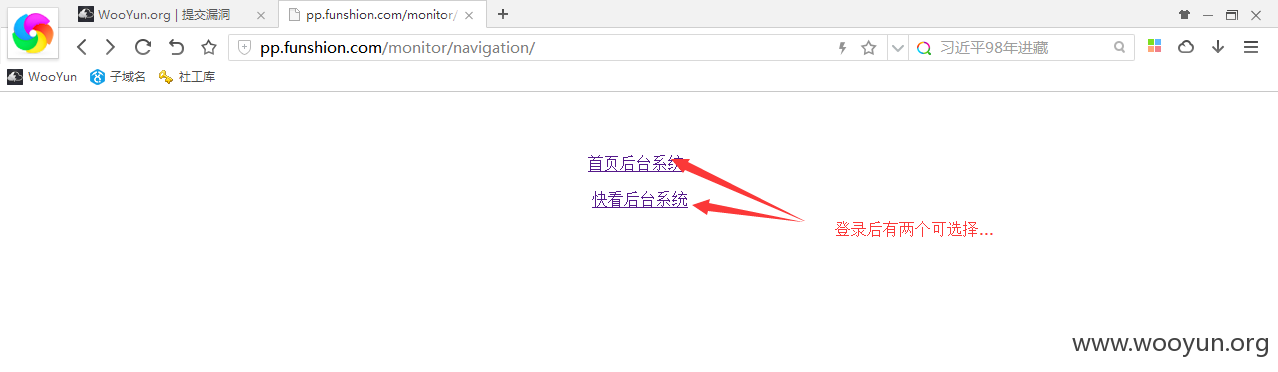 WooYun.org | 提交漏洞
pp.funshion.com/monitor/
pp.funshion.com/monitor/navigation/
习近平98年进藏
WooYun 子域名 社工库
首页后台系统
快看后台系统
登录后有两个可选择...
www.wooyun.org